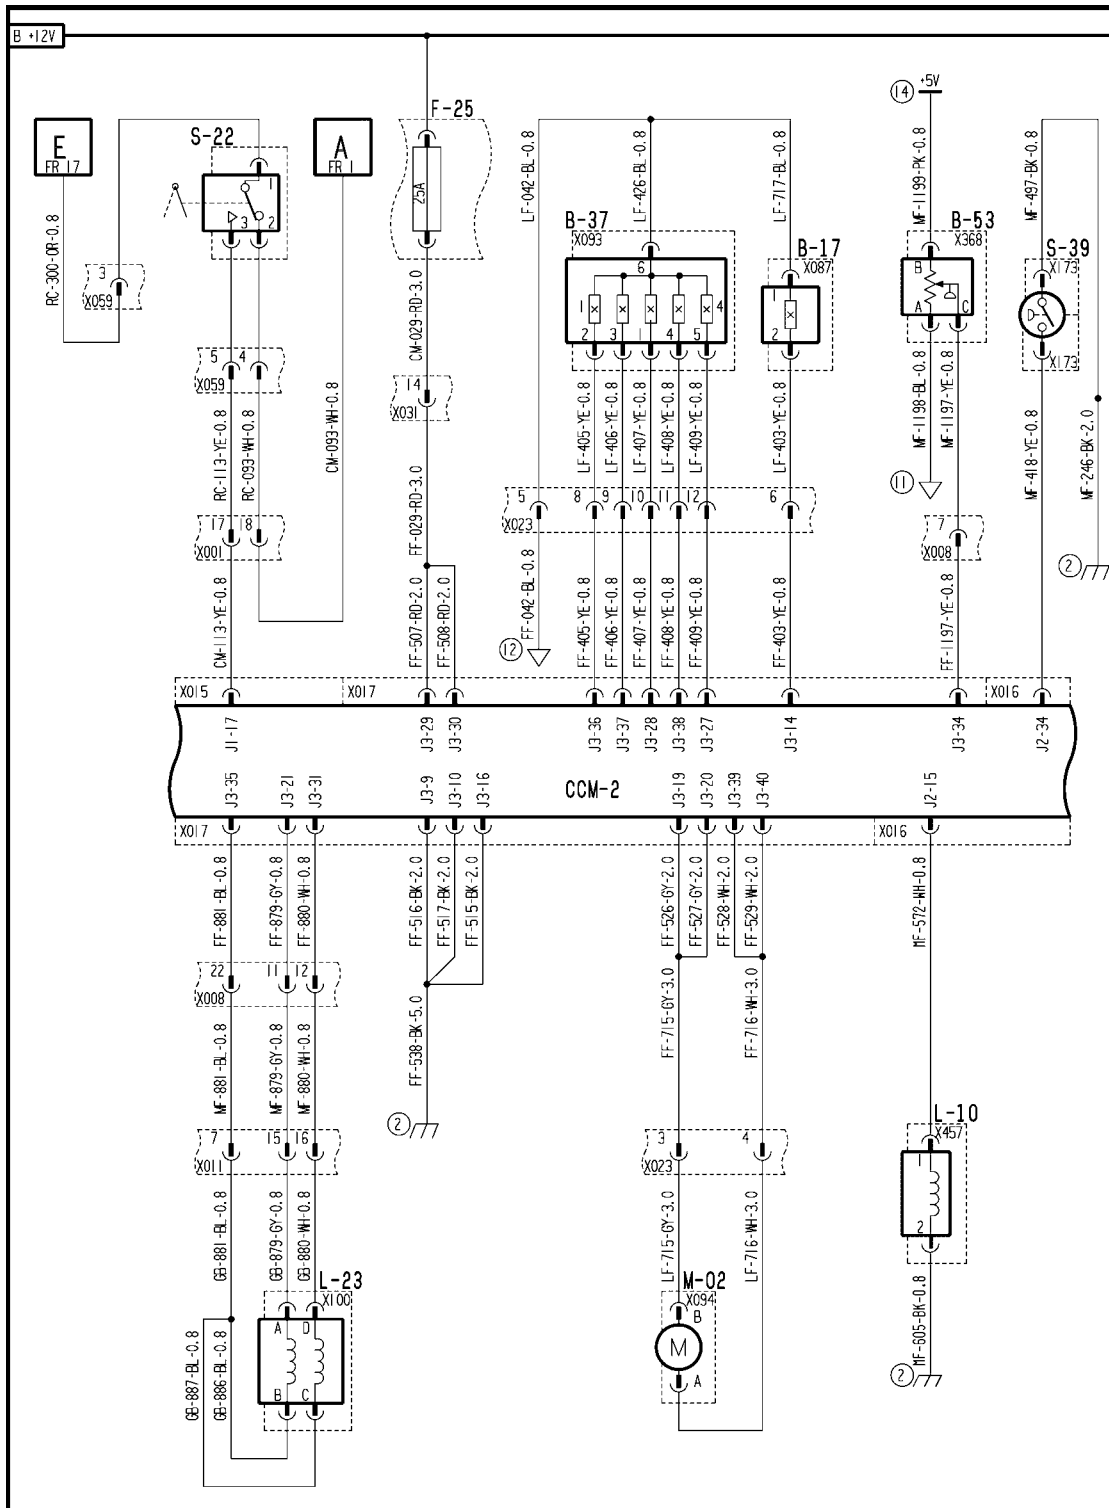 B +12V
14
+5V
E
FR 17
S-22
1
3
2
A
FR 1
F-25
25A
RC-300-OR-0.8
3
X059
LF-042-BL-0.8
LF-426-BL-0.8
LF-717-BL-0.8
MF-1199-PK-0.8
MF-497-BK-0.8
B-37
X093
6
1
4
2
3
1
4
5
B-17
X087
1
2
B-53
X368
B
A
C
S-39
X173
D
X173
CM-029-RD-3.0
5
4
X059
14
X031
RC-113-YE-0.8
RC-093-WH-0.8
CM-093-WH-0.8
LF-405-YE-0.8
LF-406-YE-0.8
LF-407-YE-0.8
LF-408-YE-0.8
LF-409-YE-0.8
LF-403-YE-0.8
MF-1198-BL-0.8
MF-1197-YE-0.8
MF-418-YE-0.8
MF-246-BK-2.0
11
17
18
X001
FF-029-RD-3.0
5
8
9
10
11
12
6
X023
7
X008
2
CM-113-YE-0.8
FF-507-RD-2.0
FF-508-RD-2.0
FF-042-BL-0.8
12
FF-405-YE-0.8
FF-406-YE-0.8
FF-407-YE-0.8
FF-408-YE-0.8
FF-409-YE-0.8
FF-403-YE-0.8
FF-1197-YE-0.8
X015
X017
X016
J1-17
J3-29
J3-30
J3-36
J3-37
J3-28
J3-38
J3-27
J3-14
J3-34
J2-34
CCM-2
J3-35
J3-21
J3-31
J3-9
J3-10
J3-16
J3-19
J3-20
J3-39
J3-40
J2-15
X017
X016
FF-881-BL-0.8
FF-879-GY-0.8
FF-880-WH-0.8
FF-516-BK-2.0
FF-517-BK-2.0
FF-515-BK-2.0
FF-526-GY-2.0
FF-527-GY-2.0
FF-528-WH-2.0
FF-529-WH-2.0
MF-572-WH-0.8
22
11
12
X008
MF-881-BL-0.8
MF-879-GY-0.8
MF-880-WH-0.8
FF-538-BK-5.0
2
FF-715-GY-3.0
FF-716-WH-3.0
7
15
16
X011
3
4
X023
L-10
X457
1
2
GB-881-BL-0.8
GB-879-GY-0.8
GB-880-WH-0.8
LF-715-GY-3.0
LF-716-WH-3.0
L-23
X100
A
D
B
C
GB-887-BL-0.8
GB-886-BL-0.8
M-02
X094
B
M
A
MF-605-BK-0.8
2